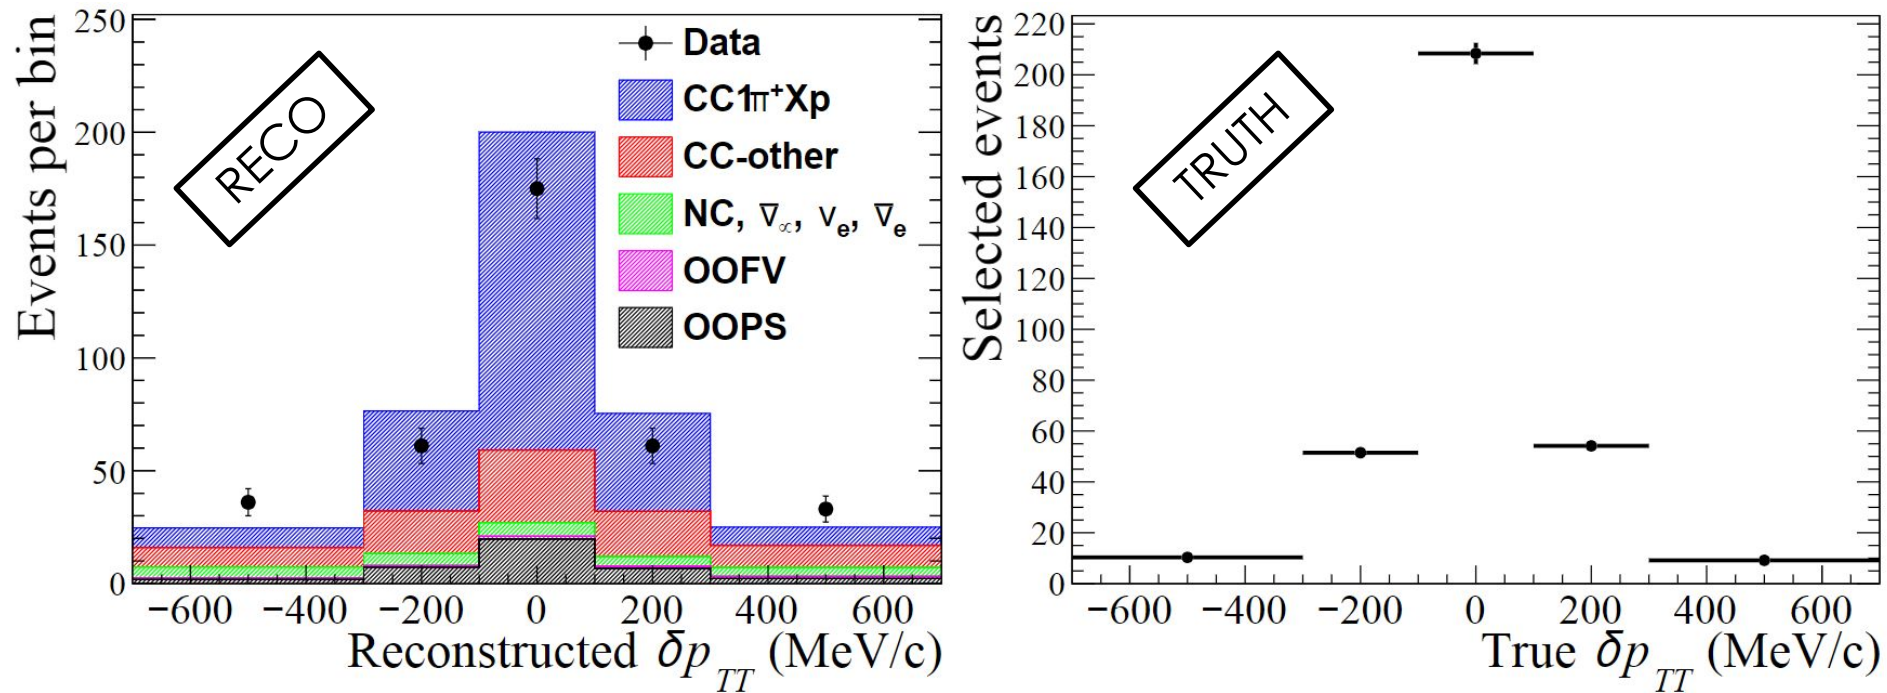 250
200
150
100
50
0
Events per bin
RECO
Data
CC1π⁺Xp
CC-other
NC, ν̅∝, νe, ν̅e
OOFV
OOPS
−600 −400 −200 0 200 400 600
Reconstructed δp_TT (MeV/c)
220
200
180
160
140
120
100
80
60
40
20
0
Selected events
TRUTH
−600 −400 −200 0 200 400 600
True δp_TT (MeV/c)